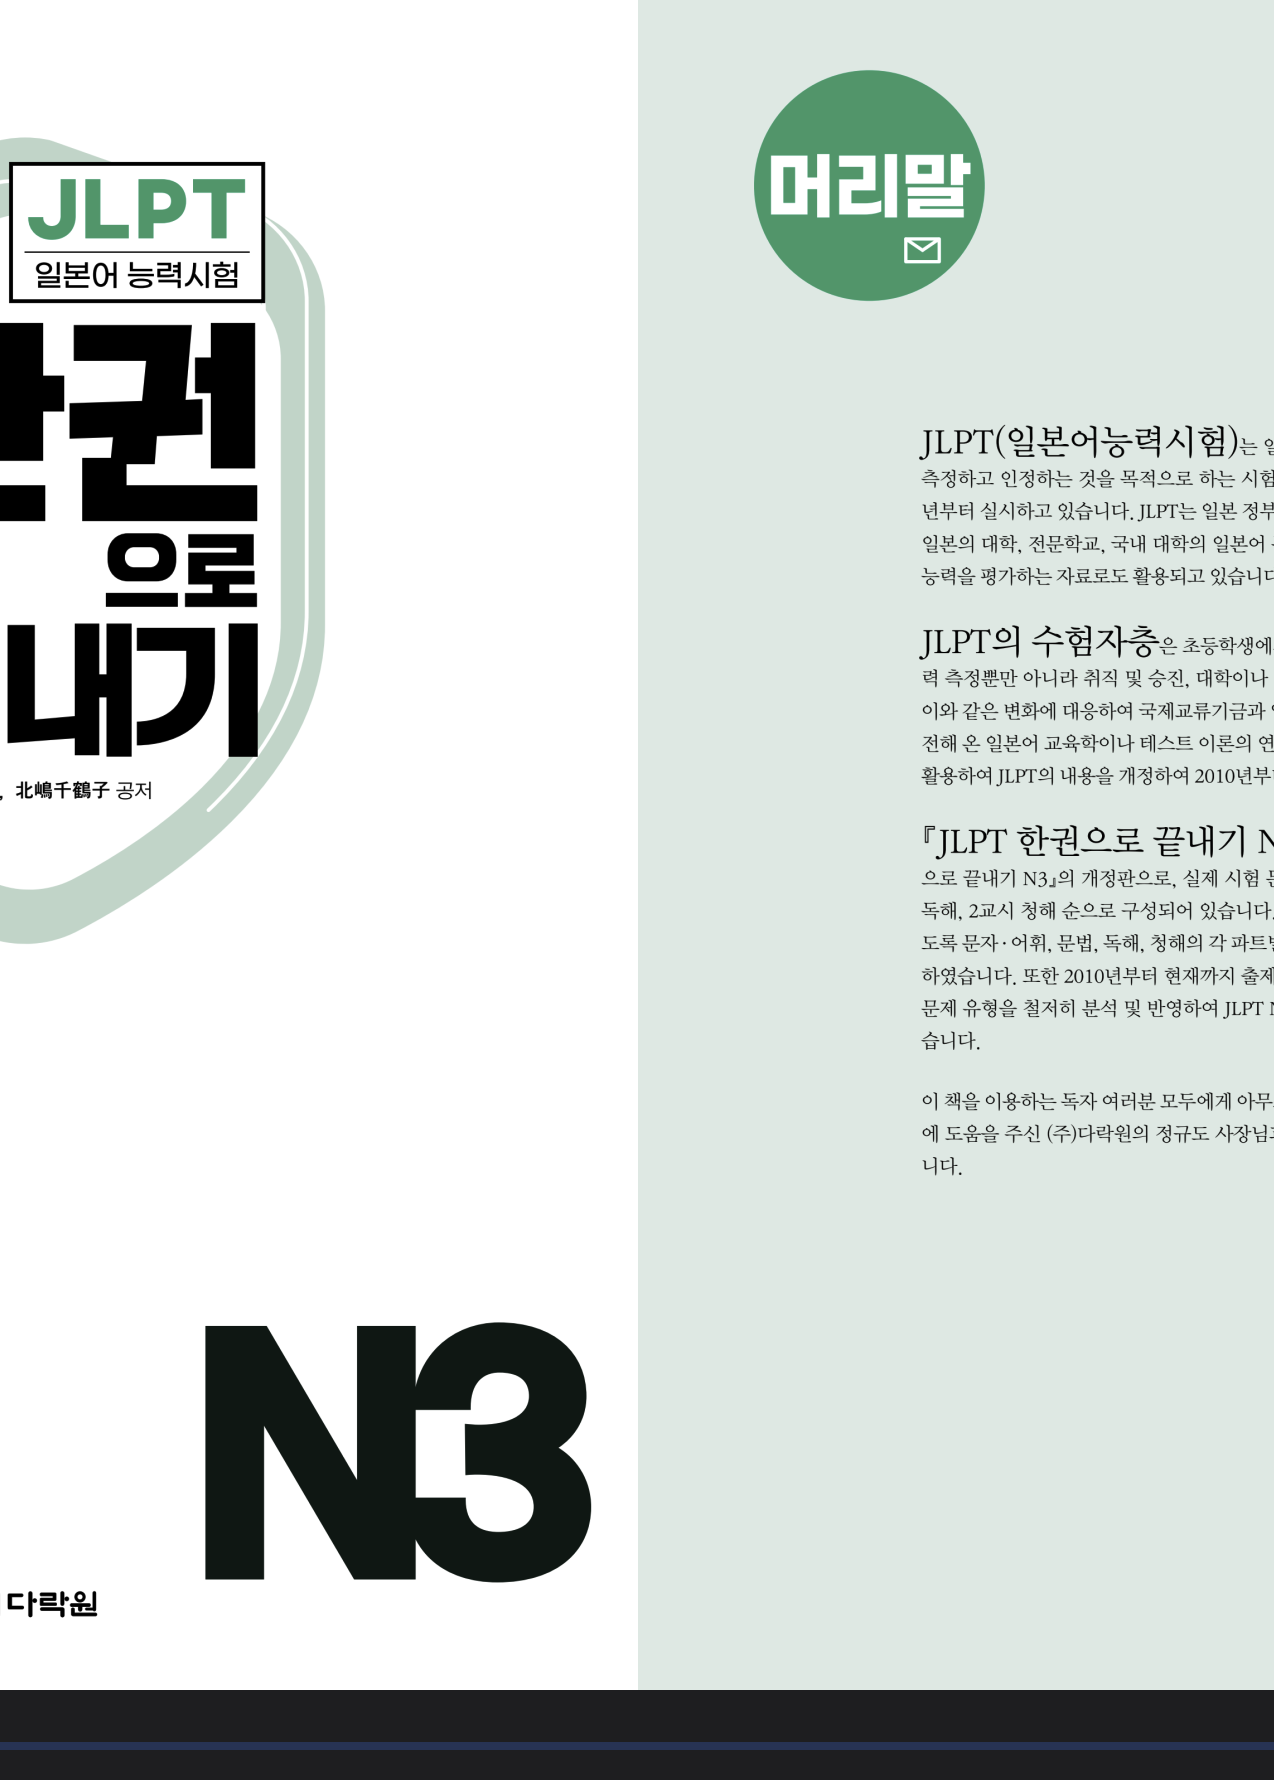 JLPT
일본어 능력시험
권
으로
내기
, 北嶋千鶴子 공저
N3
다락원
머리말
JLPT(일본어능력시험)는
측정하고 인정하는 것을 목적으로 하는 시험
년부터 실시하고 있습니다. JLPT는 일본 정부
일본의 대학, 전문학교, 국내 대학의 일본어
능력을 평가하는 자료로도 활용되고 있습니다
JLPT의 수험자층은 초등학생에
력 측정뿐만 아니라 취직 및 승진, 대학이나
이와 같은 변화에 대응하여 국제교류기금과
전해 온 일본어 교육학이나 테스트 이론의 연
활용하여 JLPT의 내용을 개정하여 2010년부
『JLPT 한권으로 끝내기 N
으로 끝내기 N3』의 개정판으로, 실제 시험
독해, 2교시 청해 순으로 구성되어 있습니다.
도록 문자·어휘, 문법, 독해, 청해의 각 파트
하였습니다. 또한 2010년부터 현재까지 출제
문제 유형을 철저히 분석 및 반영하여 JLPT
습니다.
이 책을 이용하는 독자 여러분 모두에게 아무
에 도움을 주신 (주)다락원의 정규도 사장님
니다.